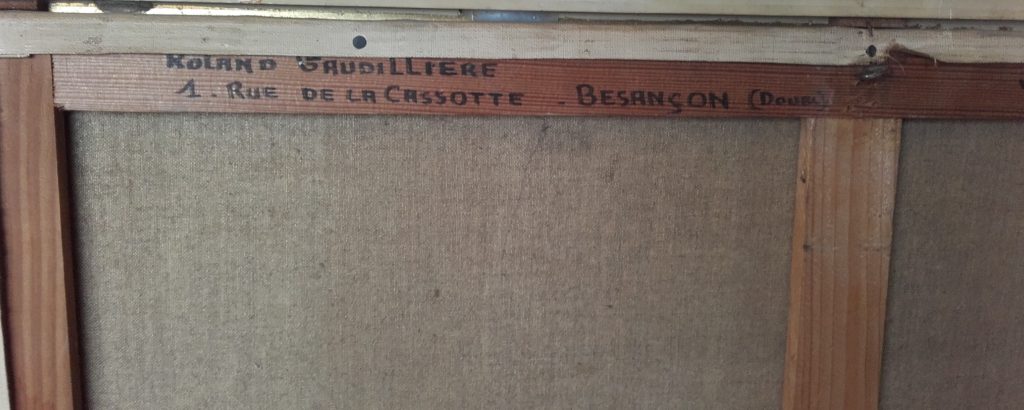 ROLAND GAUDILLIERE
1. RUE DE LA CASSOTTE - BESANÇON (DOUBS)